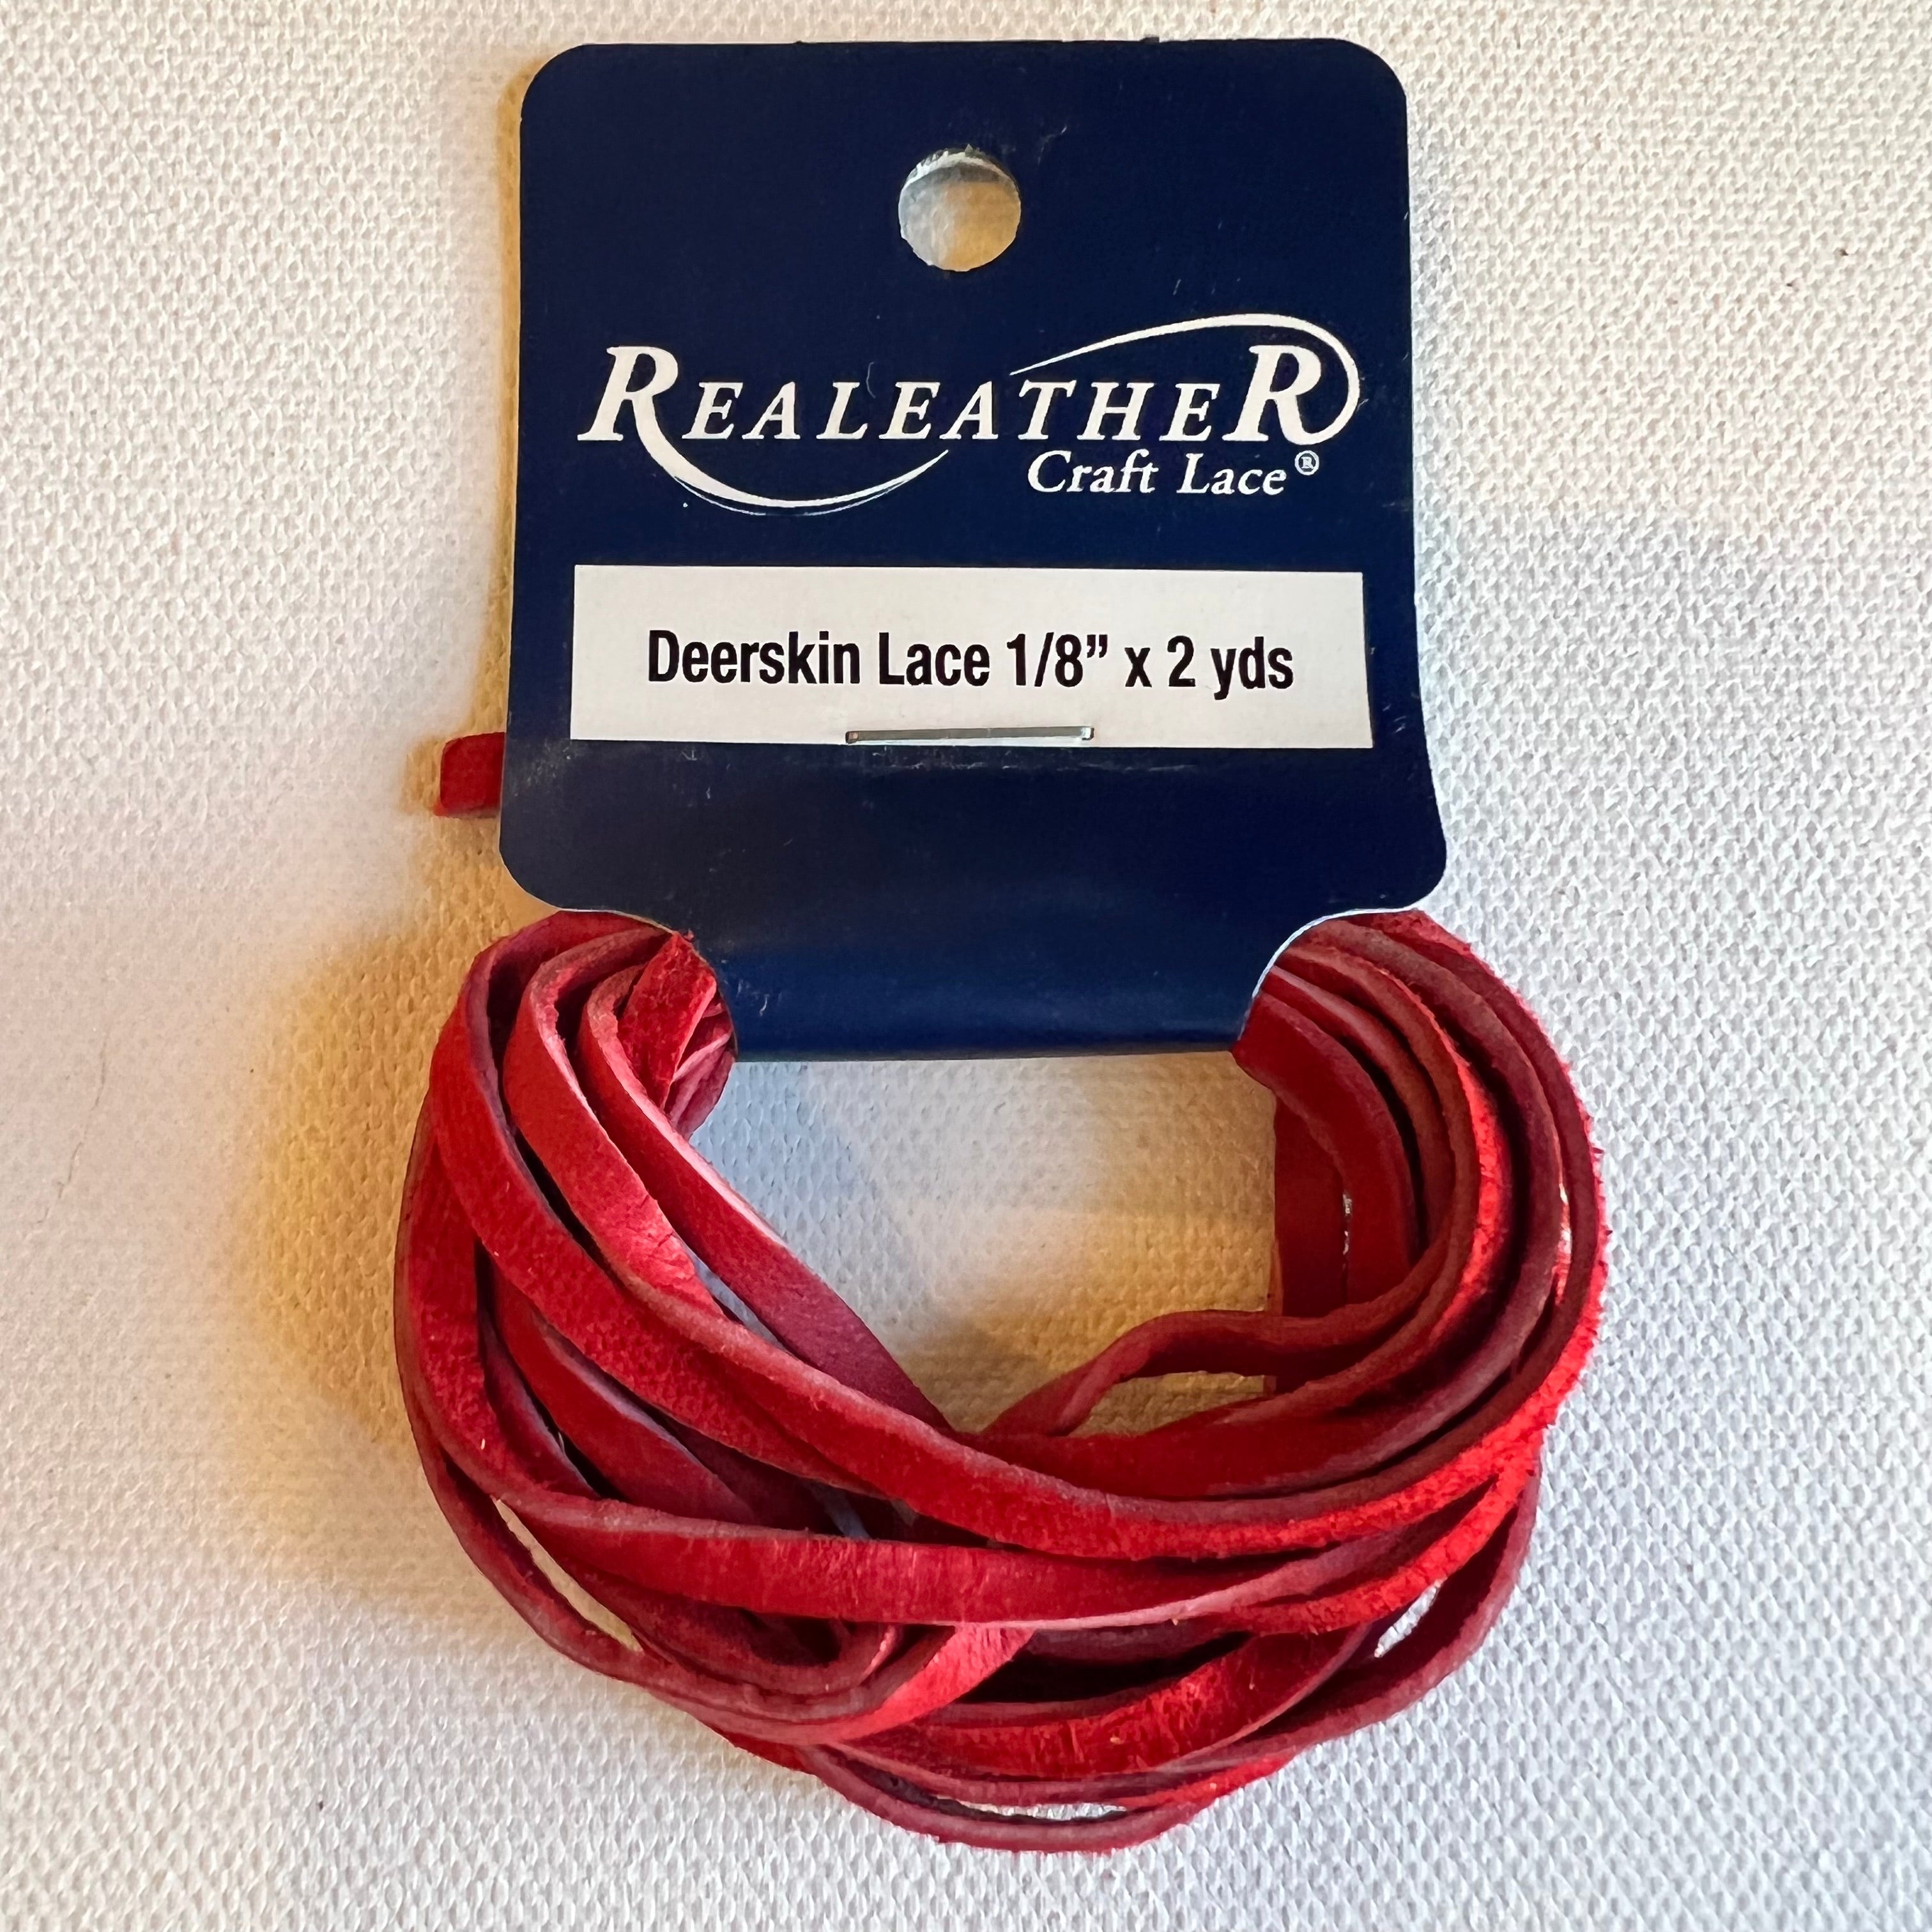 REALEATHER
Craft Lace®
Deerskin Lace 1/8” x 2 yds